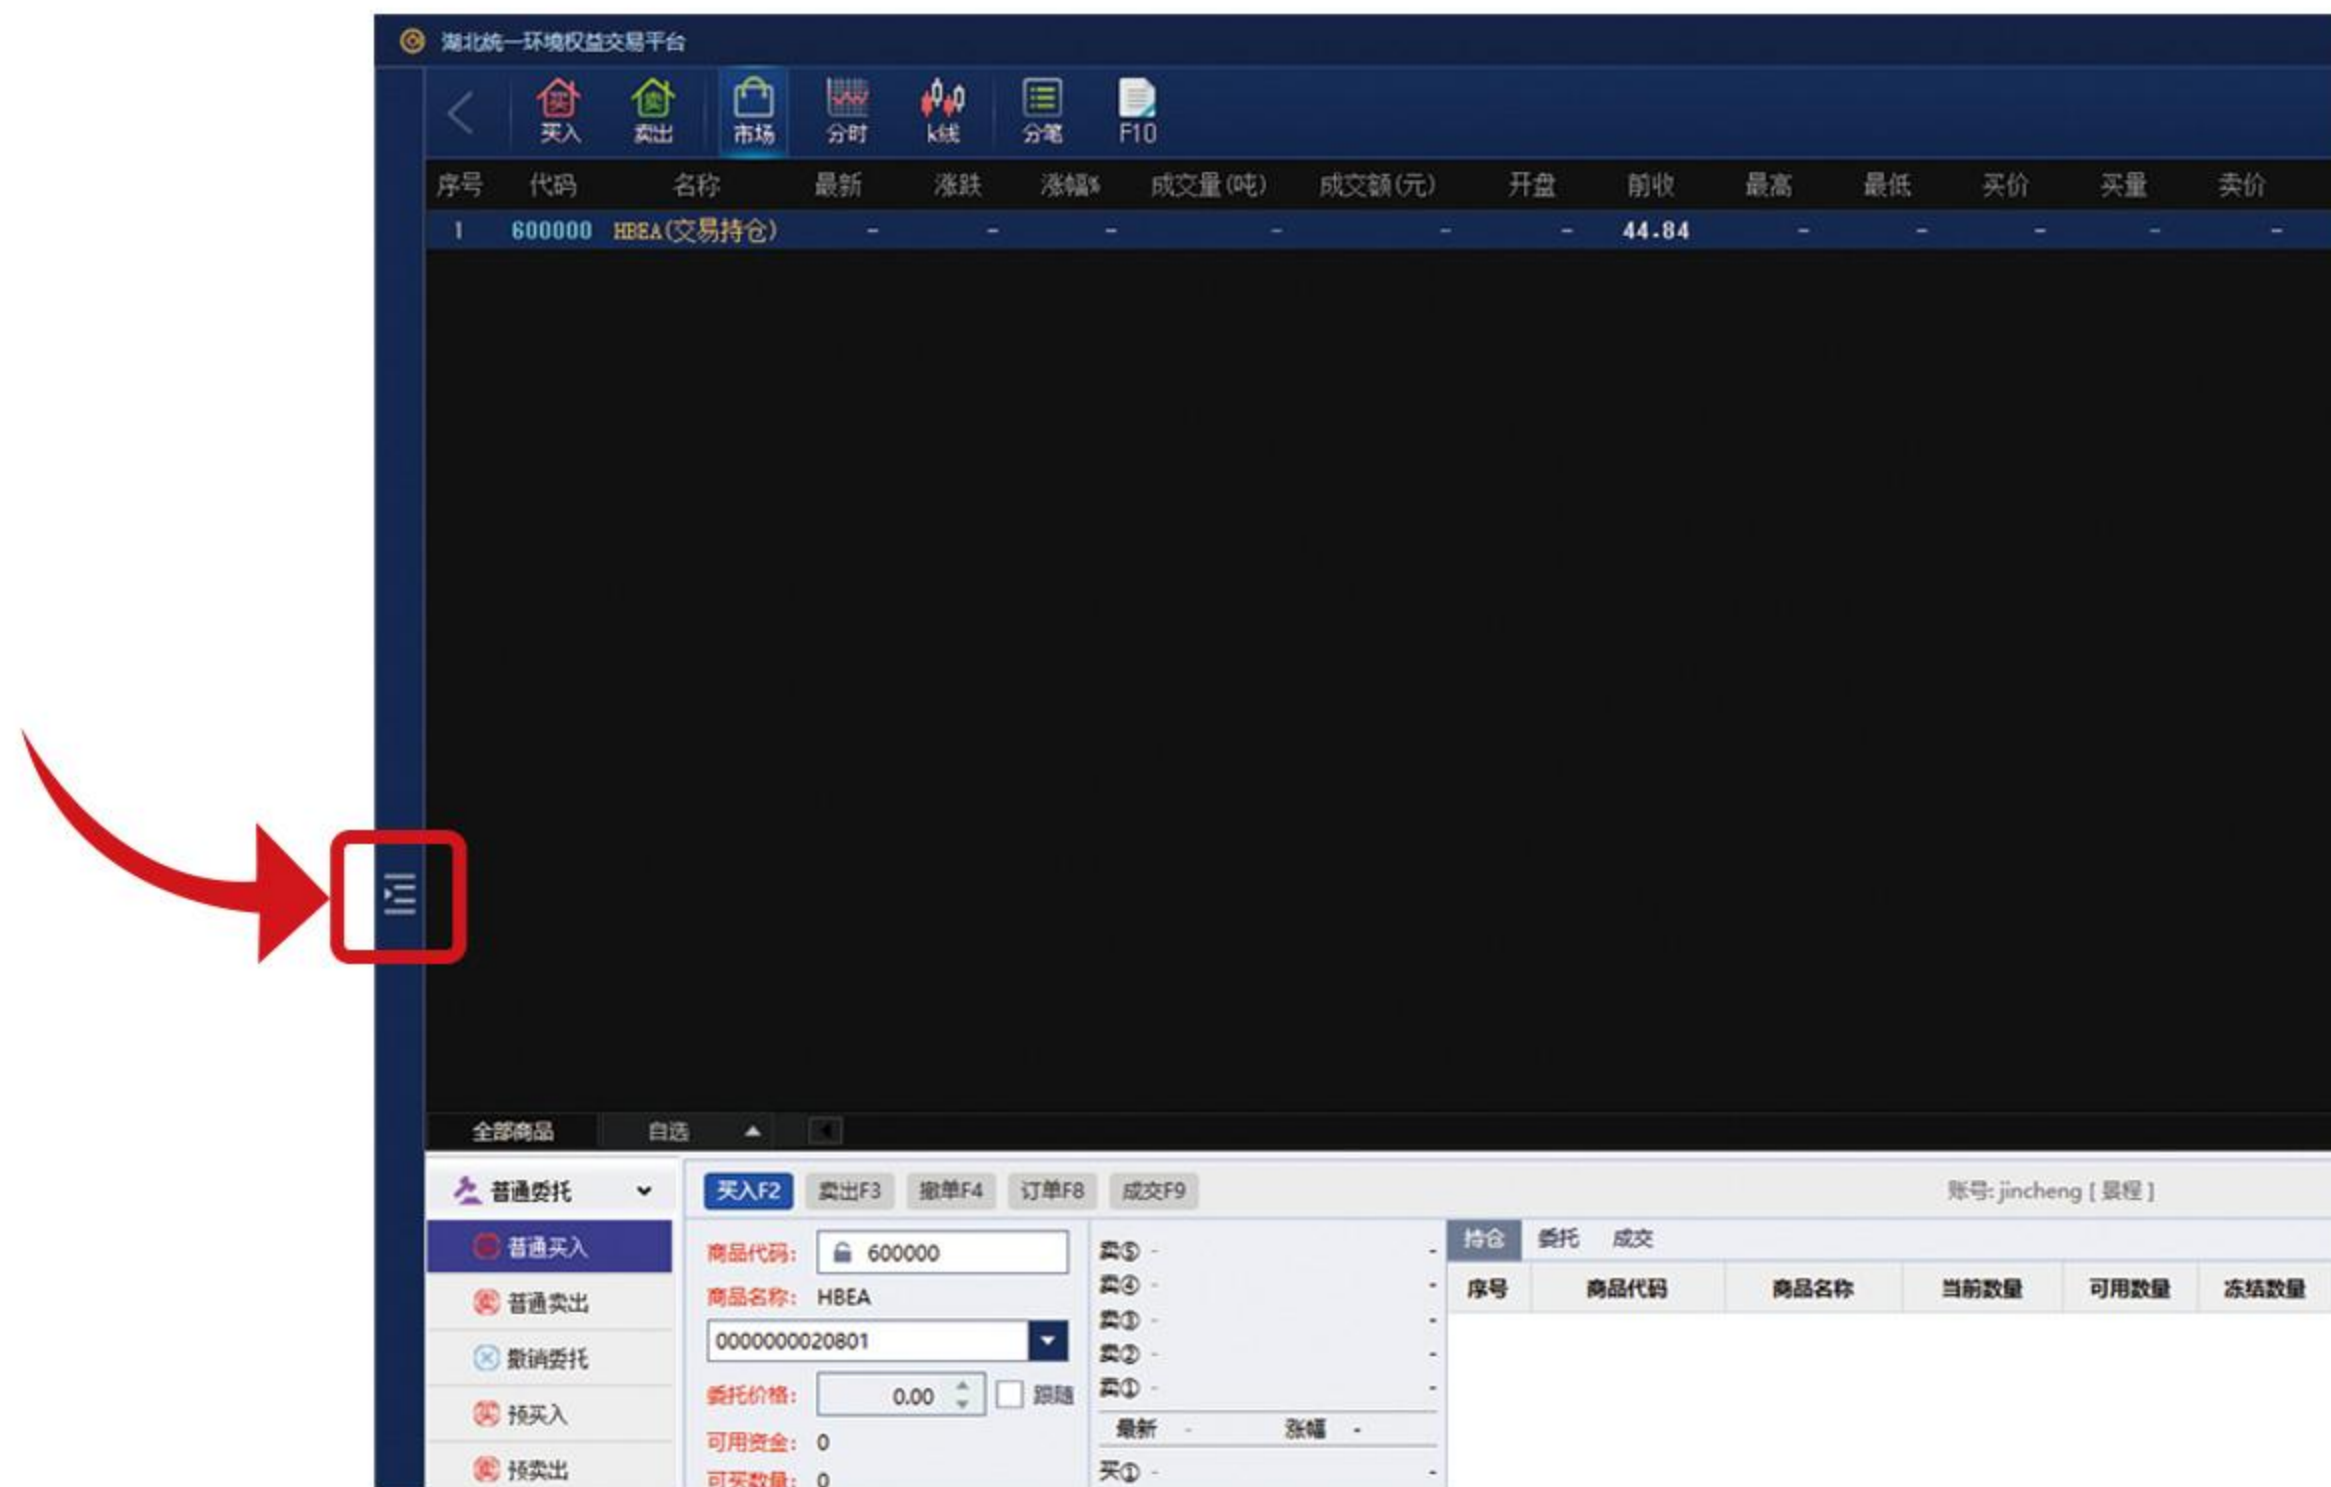 湖北统一环境权益交易平台
买入 卖出 市场 分时 k线 分笔 F10
序号 代码 名称 最新 涨跌 涨幅% 成交量(吨) 成交额(元) 开盘 前收 最高 最低 买价 买量 卖价
1 600000 HBEA(交易持仓) - - - - - - 44.84 - - - - -
全部商品 自选
普通委托 买入F2 卖出F3 撤单F4 订单F8 成交F9 账号: jincheng [ 景程 ]
普通买入
普通卖出
撤销委托
预买入
预卖出
商品代码: 600000
商品名称: HBEA
0000000020801
委托价格: 0.00 跟随
可用资金: 0
可买数量: 0
卖⑤ - -
卖④ - -
卖③ - -
卖② - -
卖① - -
最新 - 涨幅 -
买① - -
持仓 委托 成交
序号 商品代码 商品名称 当前数量 可用数量 冻结数量